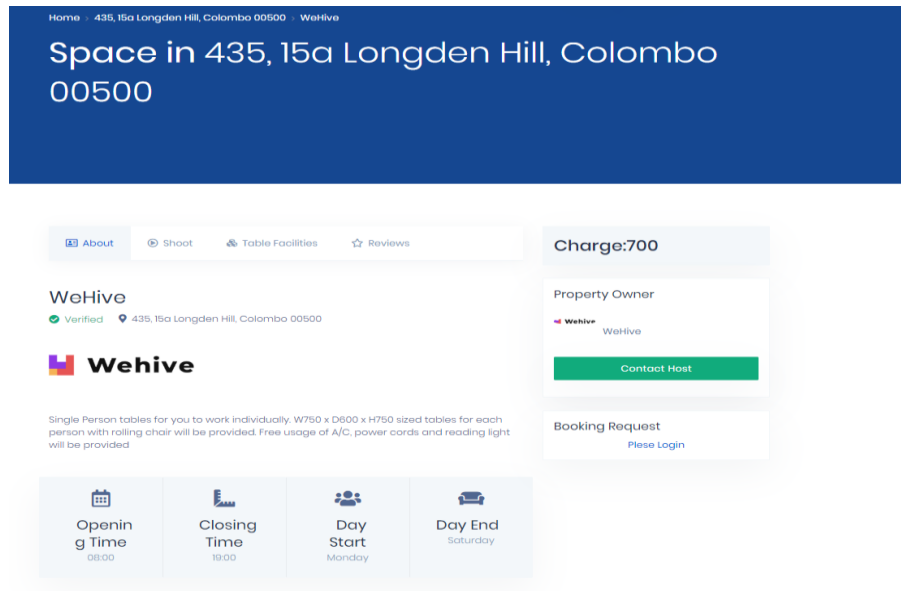 Home > 435, 15a Longden Hill, Colombo 00500 > WeHive
Space in 435, 15a Longden Hill, Colombo
00500
About
Shoot
Table Facilities
Reviews
WeHive
Verified 435, 15a Longden Hill, Colombo 00500
Wehive
Single Person tables for you to work individually. W750 x D600 x H750 sized tables for each
person with rolling chair will be provided. Free usage of A/C, power cords and reading light
will be provided
Openin
g Time
08:00
Closing
Time
19:00
Day
Start
Monday
Day End
Saturday
Charge:700
Property Owner
Wehive
WeHive
Contact Host
Booking Request
Plese Login